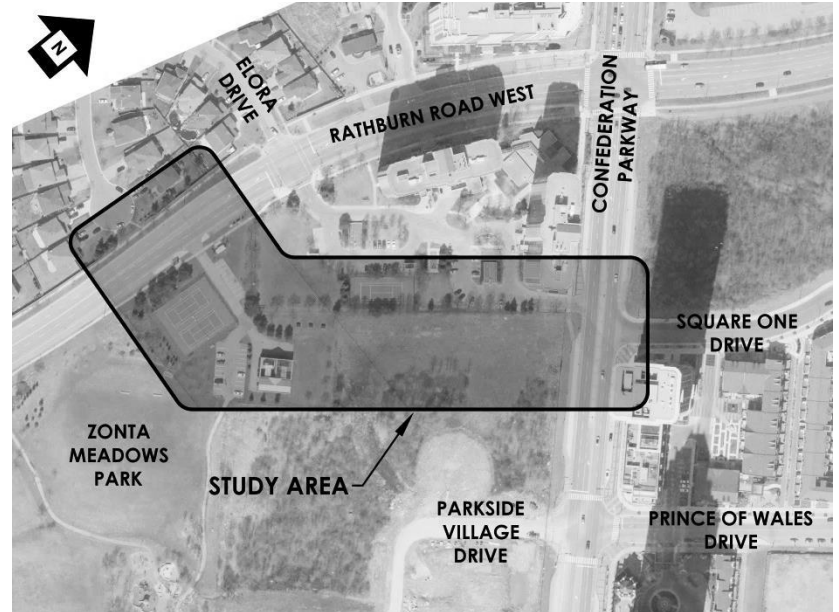 N
ELORA
DRIVE
RATHBURN ROAD WEST
CONFEDERATION
PARKWAY
SQUARE ONE
DRIVE
ZONTA
MEADOWS
PARK
STUDY AREA
PARKSIDE
VILLAGE
DRIVE
PRINCE OF WALES
DRIVE